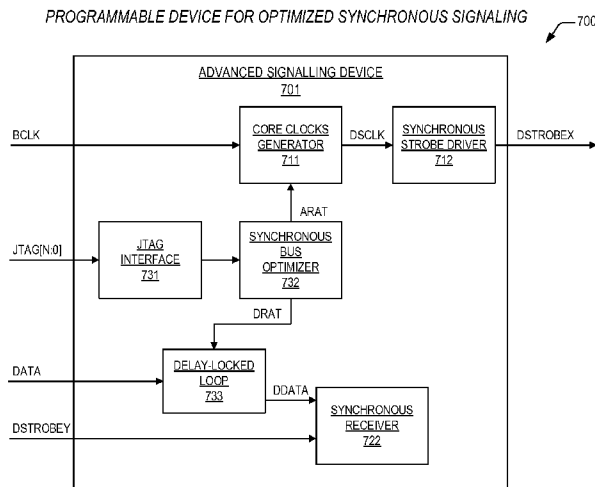 PROGRAMMABLE DEVICE FOR OPTIMIZED SYNCHRONOUS SIGNALING
700
ADVANCED SIGNALLING DEVICE
701
BCLK
CORE CLOCKS
GENERATOR
711
DSCLK
SYNCHRONOUS
STROBE DRIVER
712
DSTROBEX
ARAT
JTAG[N:0]
JTAG
INTERFACE
731
SYNCHRONOUS
BUS
OPTIMIZER
732
DRAT
DATA
DELAY-LOCKED
LOOP
733
DDATA
DSTROBEY
SYNCHRONOUS
RECEIVER
722